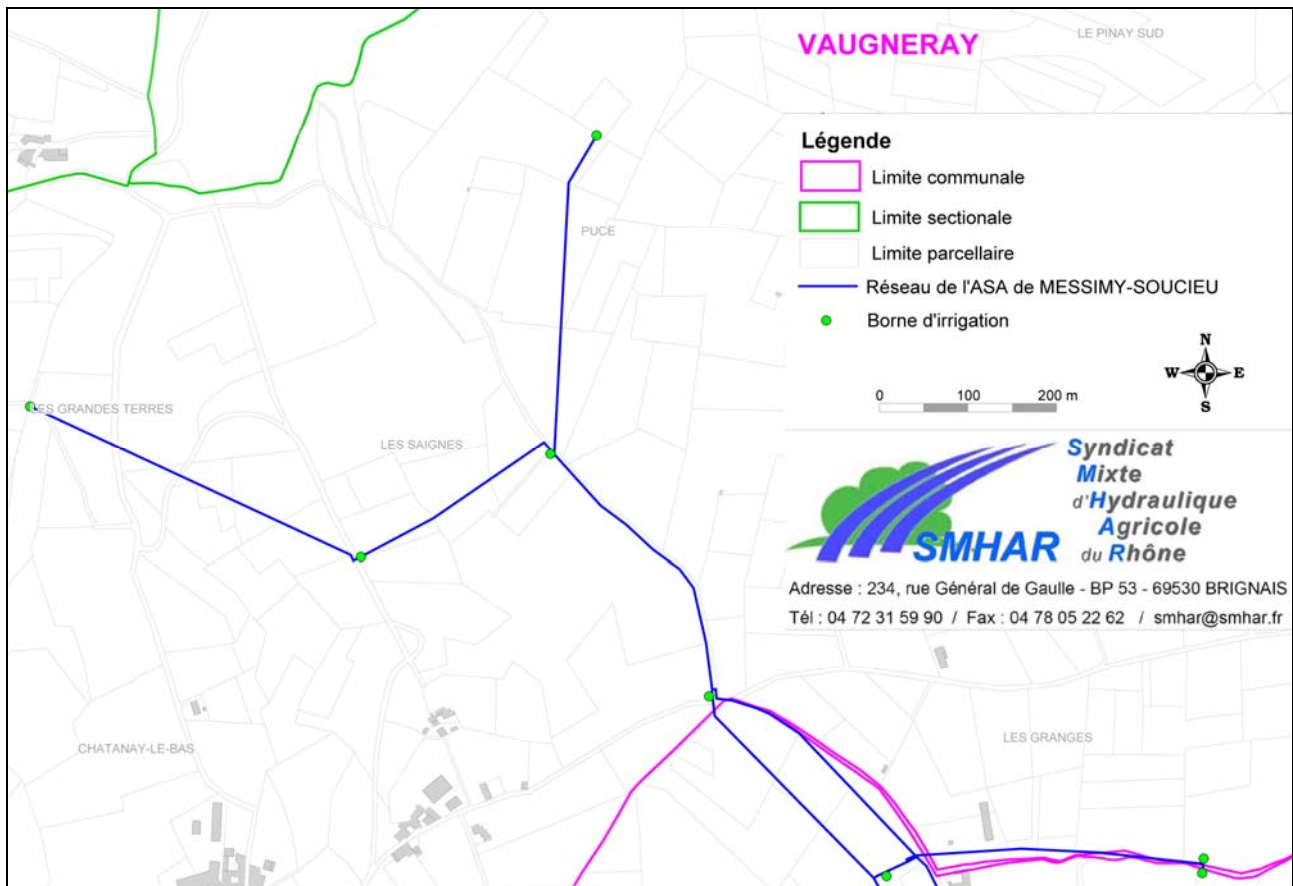 VAUGNERAY
LE PINAY SUD
Légende
Limite communale
Limite sectionale
Limite parcellaire
Réseau de l'ASA de MESSIMY-SOUCIEU
Borne d'irrigation
N
W E
S
0 100 200 m
PUCE
LES GRANDES TERRES
LES SAIGNES
Syndicat
Mixte
d'Hydraulique
Agricole
du Rhône
SMHAR
Adresse : 234, rue Général de Gaulle - BP 53 - 69530 BRIGNAIS
Tél : 04 72 31 59 90 / Fax : 04 78 05 22 62 / smhar@smhar.fr
CHATANAY-LE-BAS
LES GRANGES